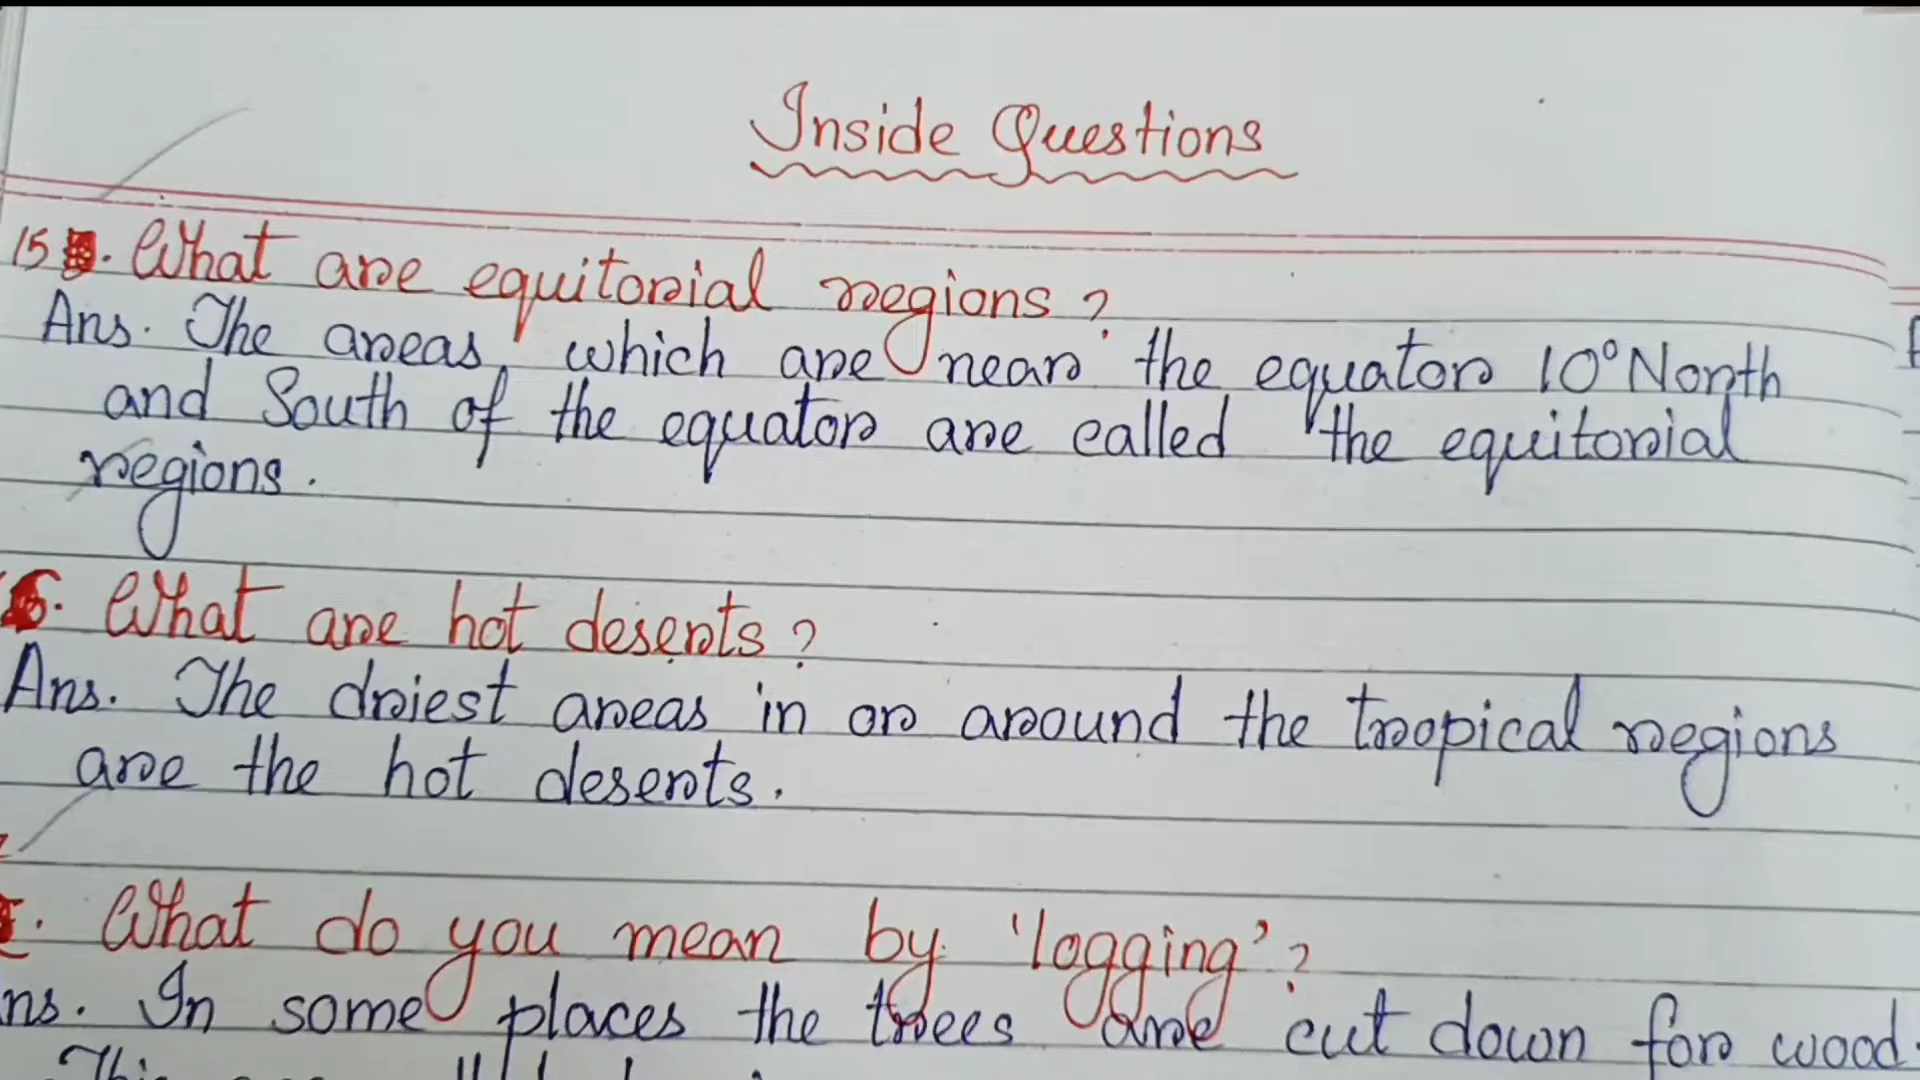 Inside Questions
15. What are equitorial regions?
Ans. The areas which are near the equator 10° North
and South of the equator are called the equitorial
regions.
6. What are hot deserts?
Ans. The driest areas in or around the tropical regions
are the hot deserts.
What do you mean by 'logging'?
ns. In some places the trees are cut down for wood.
This